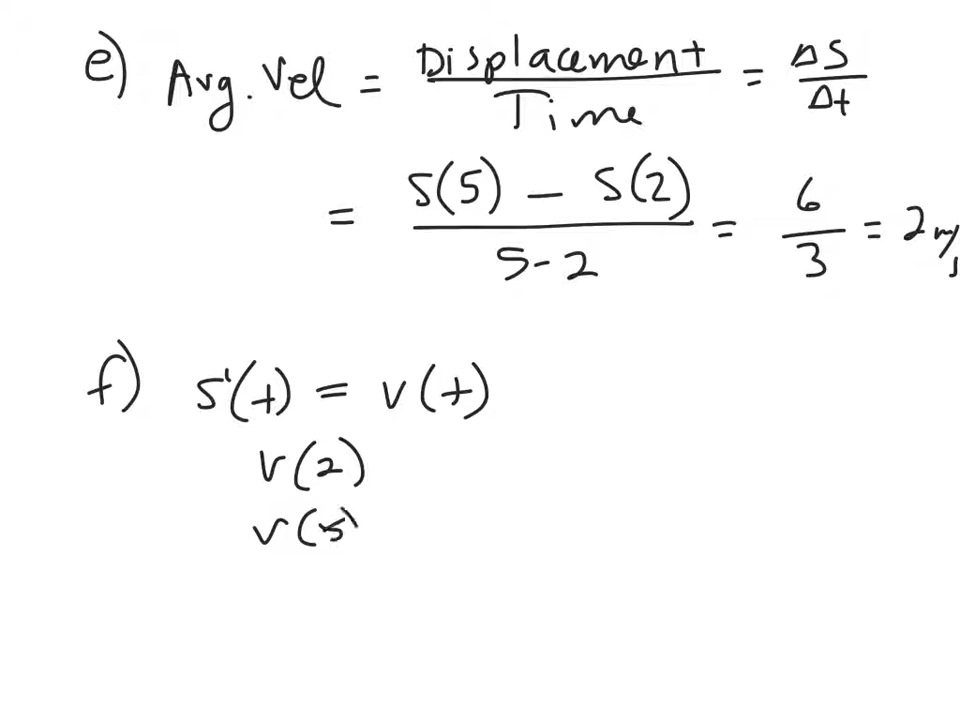 e) Avg. Vel = Displacement / Time = ΔS / Δt
= S(5) - S(2) / 5-2 = 6 / 3 = 2 m/s
f) s'(t) = v(t)
v(2)
v(5)